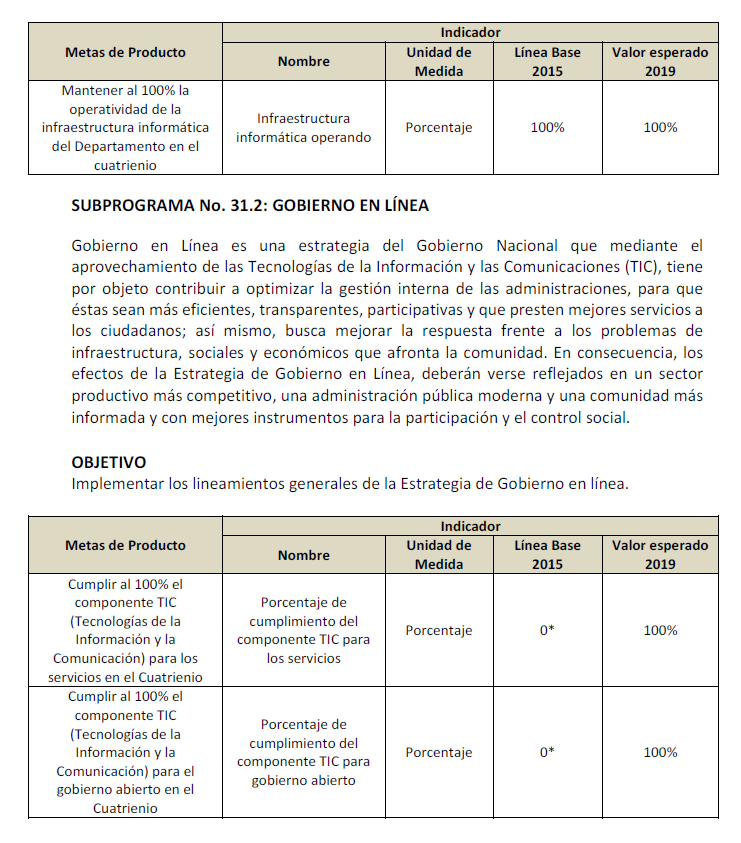 Metas de Producto
Indicador
Nombre
Unidad de
Medida
Línea Base
2015
Valor esperado
2019
Mantener al 100% la
operatividad de la
infraestructura informática
del Departamento en el
cuatrienio
Infraestructura
informática operando
Porcentaje
100%
100%
SUBPROGRAMA No. 31.2: GOBIERNO EN LÍNEA
Gobierno en Línea es una estrategia del Gobierno Nacional que mediante el
aprovechamiento de las Tecnologías de la Información y las Comunicaciones (TIC), tiene
por objeto contribuir a optimizar la gestión interna de las administraciones, para que
éstas sean más eficientes, transparentes, participativas y que presten mejores servicios a
los ciudadanos; así mismo, busca mejorar la respuesta frente a los problemas de
infraestructura, sociales y económicos que afronta la comunidad. En consecuencia, los
efectos de la Estrategia de Gobierno en Línea, deberán verse reflejados en un sector
productivo más competitivo, una administración pública moderna y una comunidad más
informada y con mejores instrumentos para la participación y el control social.
OBJETIVO
Implementar los lineamientos generales de la Estrategia de Gobierno en línea.
Metas de Producto
Indicador
Nombre
Unidad de
Medida
Línea Base
2015
Valor esperado
2019
Cumplir al 100% el
componente TIC
(Tecnologías de la
Información y la
Comunicación) para los
servicios en el Cuatrienio
Porcentaje de
cumplimiento del
componente TIC para
los servicios
Porcentaje
0*
100%
Cumplir al 100% el
componente TIC
(Tecnologías de la
Información y la
Comunicación) para el
gobierno abierto en el
Cuatrienio
Porcentaje de
cumplimiento del
componente TIC para
gobierno abierto
Porcentaje
0*
100%